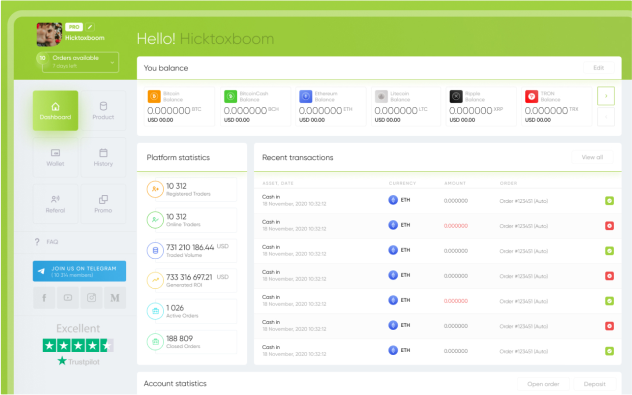 PRO
Hicktoxboom
10 Orders available
7 days left
Dashboard
Product
Wallet
History
Referral
Promo
? FAQ
JOIN US ON TELEGRAM
( 10 314 members)
f
M
Excellent
Trustpilot
Hello! Hicktoxboom
You balance
Edit
Bitcoin
Balance
0.000000 BTC
USD 00.00
BitcoinCash
Balance
0.000000 BCH
USD 00.00
Ethereum
Balance
0.000000 ETH
USD 00.00
Litecoin
Balance
0.000000 LTC
USD 00.00
Ripple
Balance
0.000000 XRP
USD 00.00
TRON
Balance
0.000000 TRX
USD 00.00
Platform statistics
10 312
Registered Traders
10 312
Online Traders
731 210 186,44 USD
Traded Volume
733 316 697.21 USD
Generated ROI
1 026
Active Orders
188 809
Closed Orders
Recent transactions
View all
ASSET DATE CURRENCY AMOUNT ORDER
Cash in
18 November, 2020 10:32:12
ETH 0.000000 Order #123451 (Auto)
Cash in
18 November, 2020 10:32:12
ETH 0.000000 Order #123451 (Auto)
Cash in
18 November, 2020 10:32:12
ETH 0.000000 Order #123451 (Auto)
Cash in
18 November, 2020 10:32:12
ETH 0.000000 Order #123451 (Auto)
Cash in
18 November, 2020 10:32:12
ETH 0.000000 Order #123451 (Auto)
Cash in
18 November, 2020 10:32:12
ETH 0.000000 Order #123451 (Auto)
Cash in
18 November, 2020 10:32:12
ETH 0.000000 Order #123451 (Auto)
Account statistics
Open order
Deposit